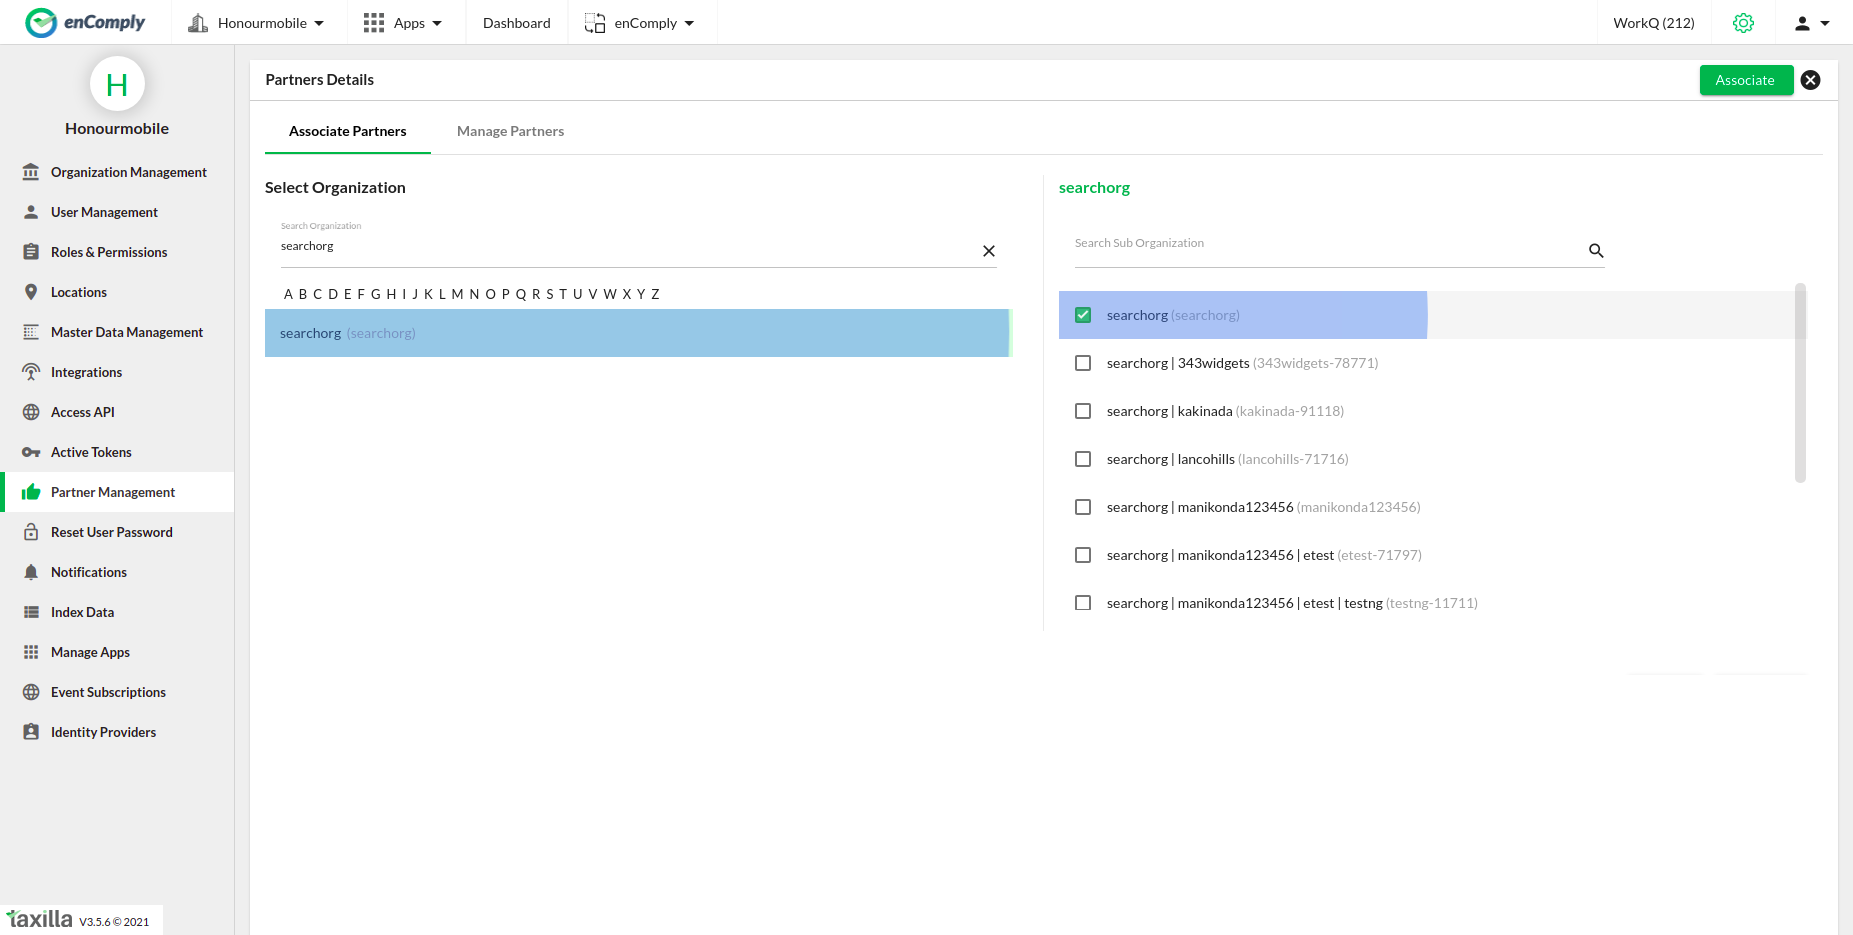 enComply
Honourmobile
Apps
Dashboard
enComply
WorkQ (212)
H
Honourmobile
Organization Management
User Management
Roles & Permissions
Locations
Master Data Management
Integrations
Access API
Active Tokens
Partner Management
Reset User Password
Notifications
Index Data
Manage Apps
Event Subscriptions
Identity Providers
taxilla V3.5.6 © 2021
Partners Details
Associate
Associate Partners
Manage Partners
Select Organization
Search Organization
searchorg
A B C D E F G H I J K L M N O P Q R S T U V W X Y Z
searchorg (searchorg)
searchorg
Search Sub Organization
searchorg (searchorg)
searchorg | 343widgets (343widgets-78771)
searchorg | kakinada (kakinada-91118)
searchorg | lancohills (lancohills-71716)
searchorg | manikonda123456 (manikonda123456)
searchorg | manikonda123456 | etest (etest-71797)
searchorg | manikonda123456 | etest | testng (testng-11711)